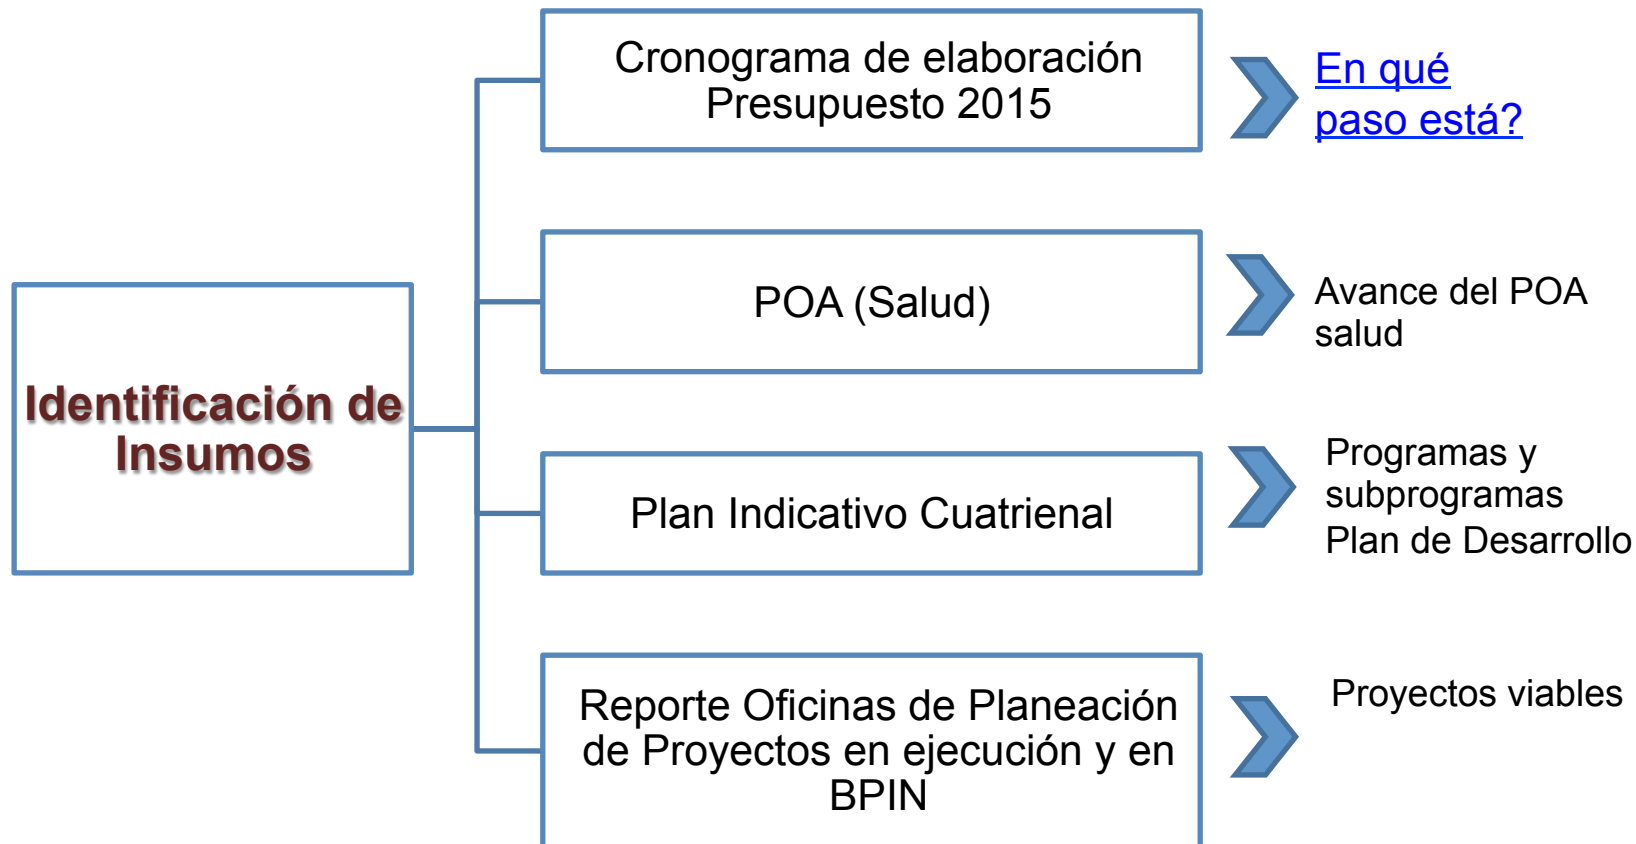 Identificación de
Insumos
Cronograma de elaboración
Presupuesto 2015
En qué
paso está?
POA (Salud)
Avance del POA
salud
Plan Indicativo Cuatrienal
Programas y
subprogramas
Plan de Desarrollo
Reporte Oficinas de Planeación
de Proyectos en ejecución y en
BPIN
Proyectos viables